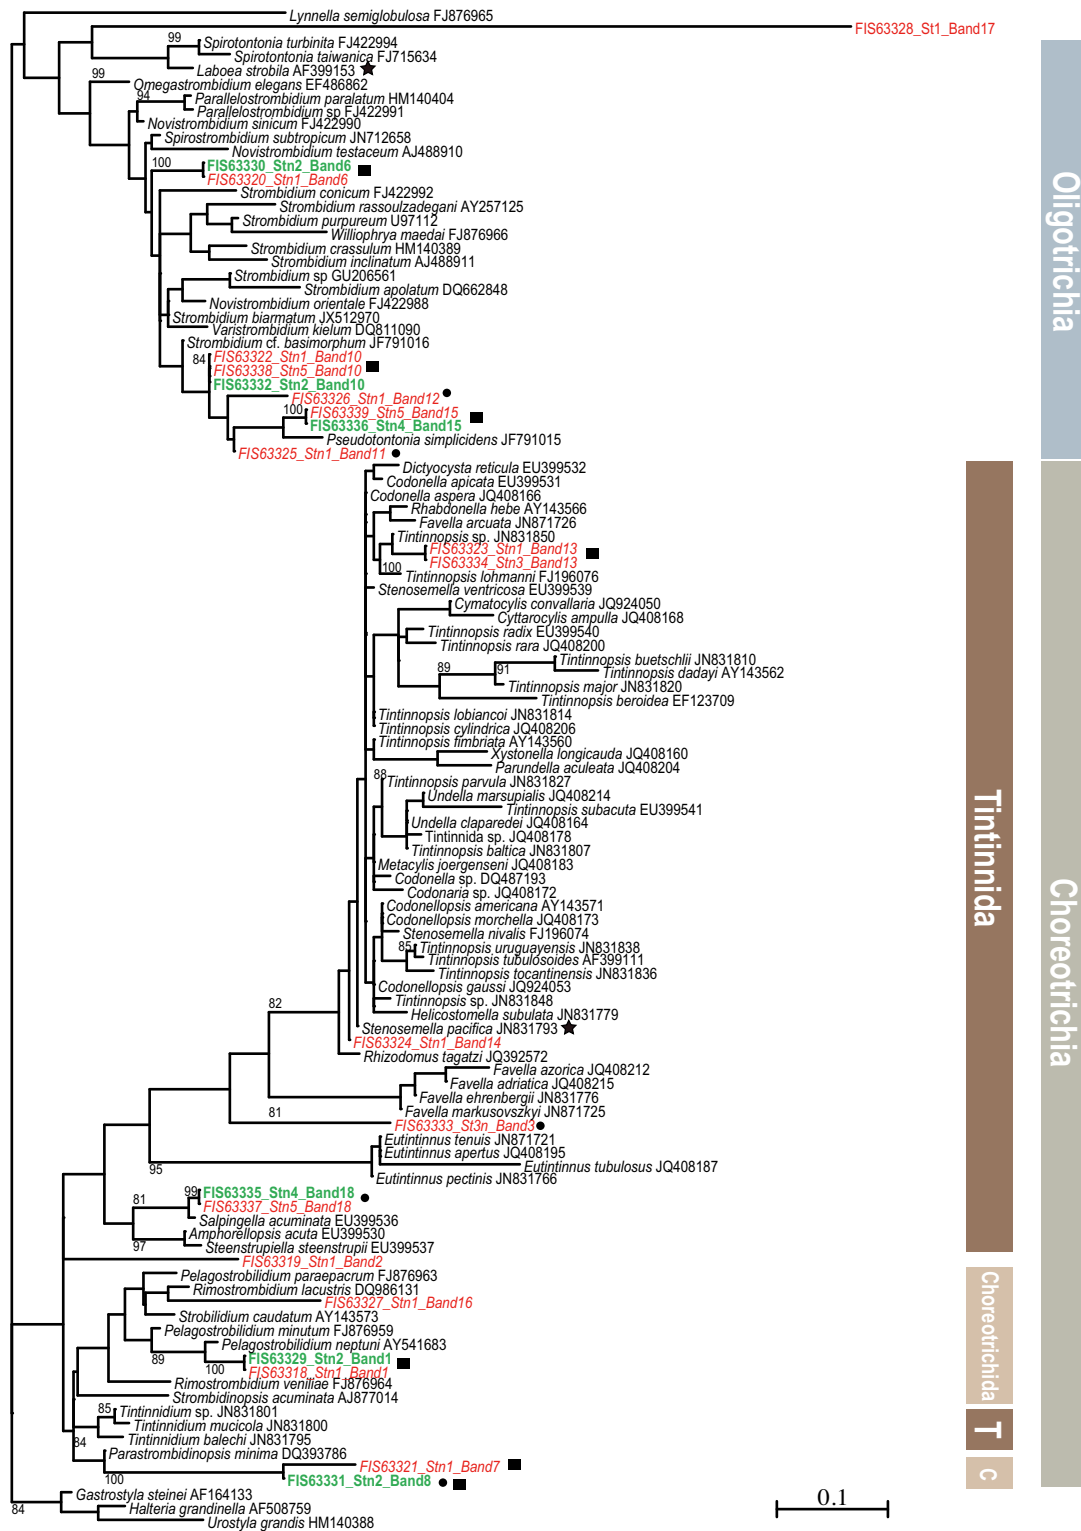 Lynnella semiglobulosa FJ876965
FIS63328_St1_Band17
99
Spirotontonia turbinita FJ422994
Spirotontonia taiwanica FJ715634
Laboea strobila AF399153
99
Omegastrombidium elegans EF486862
94
Parallelostrombidium paralatum HM140404
Parallelostrombidium sp FJ422991
Novistrombidium sinicum FJ422990
Spirostrombidium subtropicum JN712658
Novistrombidium testaceum AJ488910
100
FIS63330_Stn2_Band6
FIS63320_Stn1_Band6
Strombidium conicum FJ422992
Strombidium rassoulzadegani AY257125
Strombidium purpureum U97112
Williophrya maedai FJ876966
Strombidium crassulum HM140389
Strombidium inclinatum AJ488911
Strombidium sp GU206561
Strombidium apolatum DQ662848
Novistrombidium orientale FJ422988
Strombidium biarmatum JX512970
Varistrombidium kielum DQ811090
Strombidium cf. basimorphum JF791016
84
FIS63322_Stn1_Band10
FIS63338_Stn5_Band10
FIS63332_Stn2_Band10
FIS63326_Stn1_Band12
100
FIS63339_Stn5_Band15
FIS63336_Stn4_Band15
Pseudotontonia simplicidens JF791015
FIS63325_Stn1_Band11
Oligotrichia
Dictyocysta reticula EU399532
Codonella apicata EU399531
Codonella aspera JQ408166
Rhabdonella hebe AY143566
Favella arcuata JN871726
Tintinnopsis sp. JN831850
FIS63323_Stn1_Band13
FIS63334_Stn3_Band13
100
Tintinnopsis lohmanni FJ196076
Stenosemella ventricosa EU399539
Cymatocylis convallaria JQ924050
Cyttarocylis ampulla JQ408168
Tintinnopsis radix EU399540
Tintinnopsis rara JQ408200
89
91
Tintinnopsis buetschlii JN831810
Tintinnopsis dadayi AY143562
Tintinnopsis major JN831820
Tintinnopsis beroidea EF123709
Tintinnopsis lobiancoi JN831814
Tintinnopsis cylindrica JQ408206
Tintinnopsis fimbriata AY143560
Xystonella longicauda JQ408160
Parundella aculeata JQ408204
88
Tintinnopsis parvula JN831827
Undella marsupialis JQ408214
Tintinnopsis subacuta EU399541
Undella claparedei JQ408164
Tintinnida sp. JQ408178
Tintinnopsis baltica JN831807
Metacylis joergenseni JQ408183
Codonella sp. DQ487193
Codonaria sp. JQ408172
Codonellopsis americana AY143571
Codonellopsis morchella JQ408173
Stenosemella nivalis FJ196074
85
Tintinnopsis uruguayensis JN831838
Tintinnopsis tubulosoides AF399111
Tintinnopsis tocantinensis JN831836
Codonellopsis gaussi JQ924053
Tintinnopsis sp. JN831848
Helicostomella subulata JN831779
Stenosemella pacifica JN831793
FIS63324_Stn1_Band14
Rhizodomus tagatzi JQ392572
82
Favella azorica JQ408212
Favella adriatica JQ408215
Favella ehrenbergii JN831776
Favella markusovszkyi JN871725
81
FIS63333_St3n_Band3
Eutintinnus tenuis JN871721
Eutintinnus apertus JQ408195
Eutintinnus tubulosus JQ408187
Eutintinnus pectinis JN831766
95
99
FIS63335_Stn4_Band18
81
FIS63337_Stn5_Band18
Salpingella acuminata EU399536
Amphorellopsis acuta EU399530
97
Steenstrupiella steenstrupii EU399537
Tintinnida
FIS63319_Stn1_Band2
Pelagostrobilidium paraepacrum FJ876963
Rimostrombidium lacustris DQ986131
FIS63327_Stn1_Band16
Strobilidium caudatum AY143573
Pelagostrobilidium minutum FJ876959
Pelagostrobilidium neptuni AY541683
89
FIS63329_Stn2_Band1
100
FIS63318_Stn1_Band1
Rimostrombidium veniliae FJ876964
Strombidinopsis acuminata AJ877014
Choreotrichida
85
Tintinnidium sp. JN831801
Tintinnidium mucicola JN831800
84
Tintinnidium balechi JN831795
T
Parastrombidinopsis minima DQ393786
FIS63321_Stn1_Band7
100
FIS63331_Stn2_Band8
C
Choreotrichia
Gastrostyla steinei AF164133
84
Halteria grandinella AF508759
Urostyla grandis HM140388
0.1